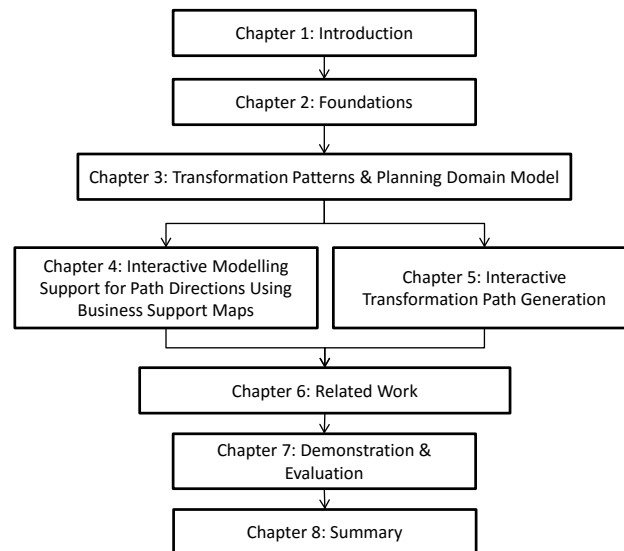 Chapter 1: Introduction
Chapter 2: Foundations
Chapter 3: Transformation Patterns & Planning Domain Model
Chapter 4: Interactive Modelling
Support for Path Directions Using
Business Support Maps
Chapter 5: Interactive
Transformation Path Generation
Chapter 6: Related Work
Chapter 7: Demonstration &
Evaluation
Chapter 8: Summary